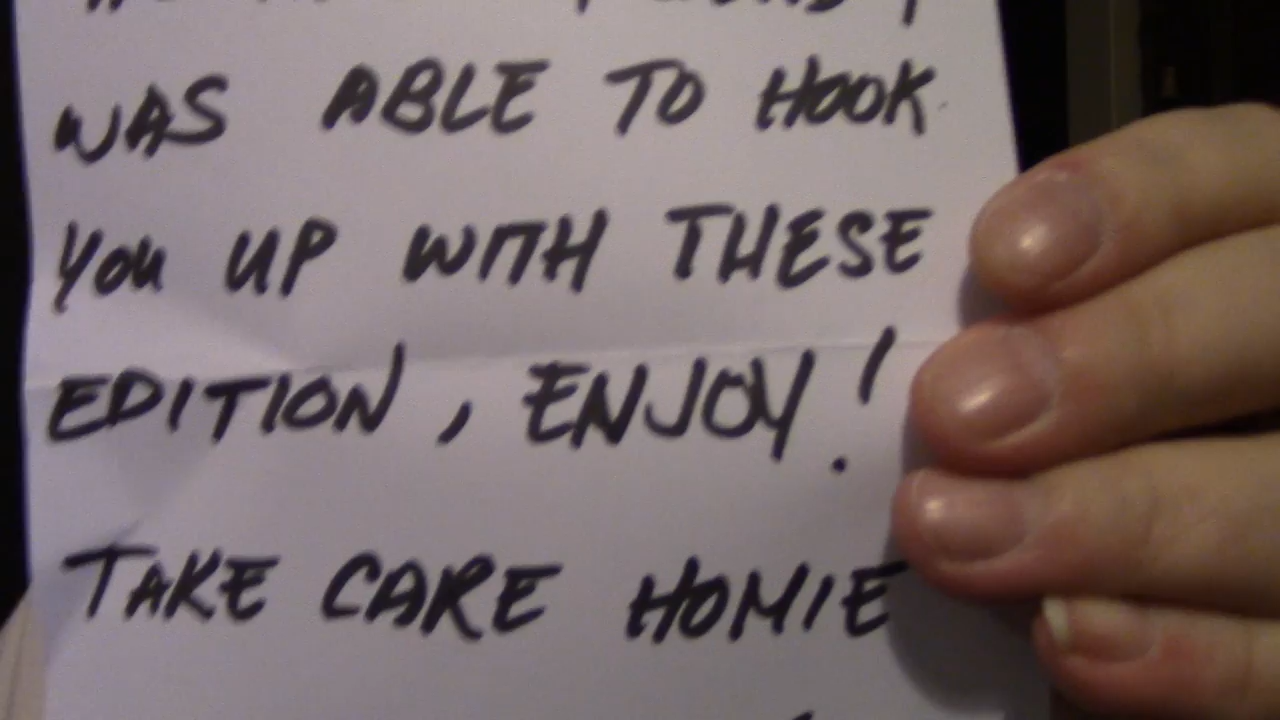 WAS ABLE TO HOOK
YOU UP WITH THESE
EDITION, ENJOY!
TAKE CARE HOMIE